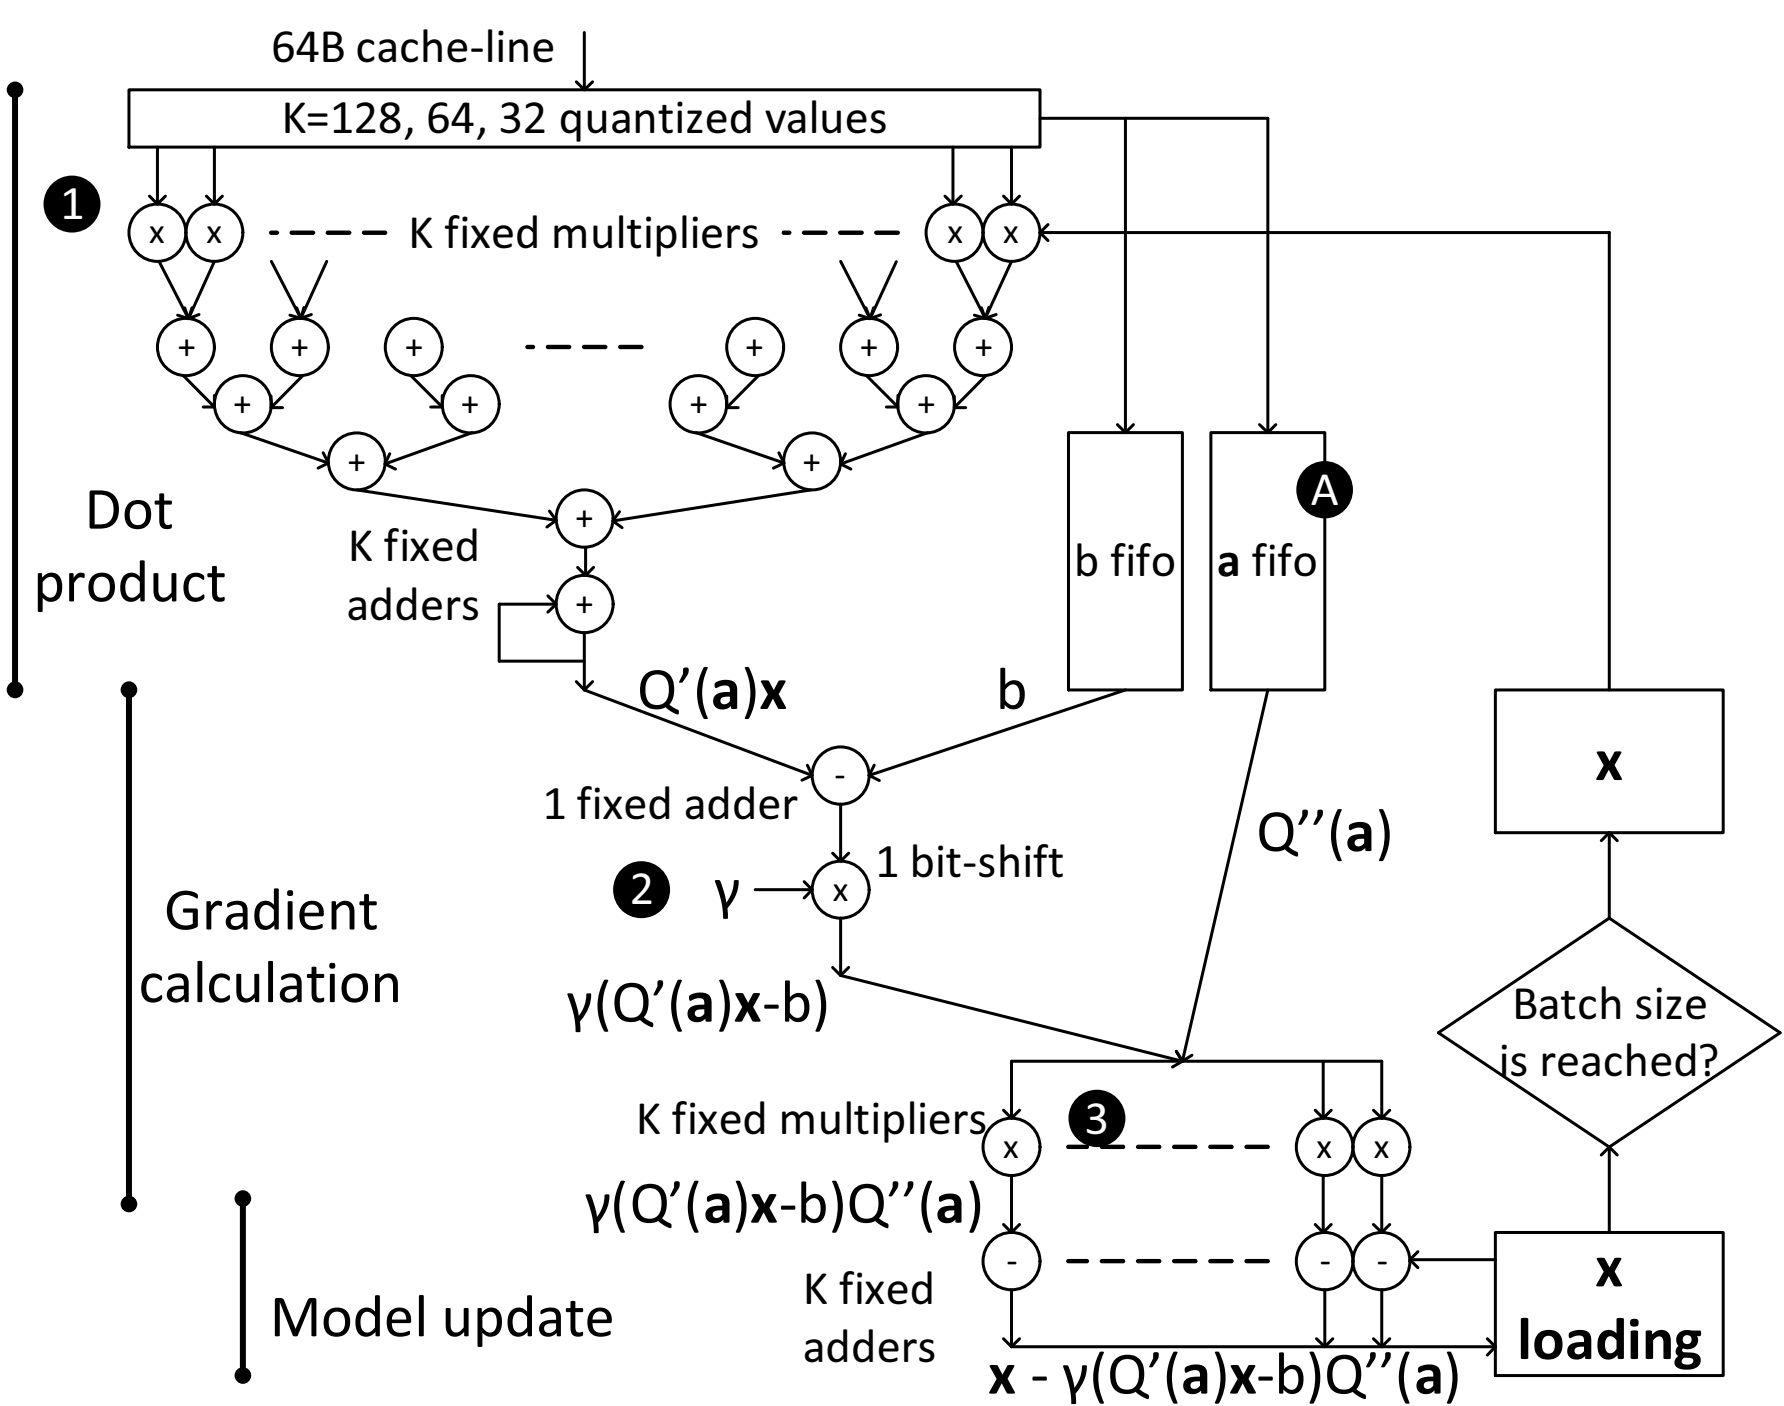 64B cache-line
K=128, 64, 32 quantized values
1
x x K fixed multipliers x x
+ + + + + +
+ + + +
+ +
+
K fixed
adders
+
Dot
product
b fifo
a fifo
A
Q’(a)x
b
-
1 fixed adder
x
Q’’(a)
2
γ
x
1 bit-shift
Gradient
calculation
γ(Q’(a)x-b)
Batch size
is reached?
K fixed multipliers
3
x x x
γ(Q’(a)x-b)Q’’(a)
- - -
K fixed
adders
x
loading
Model update
x - γ(Q’(a)x-b)Q’’(a)